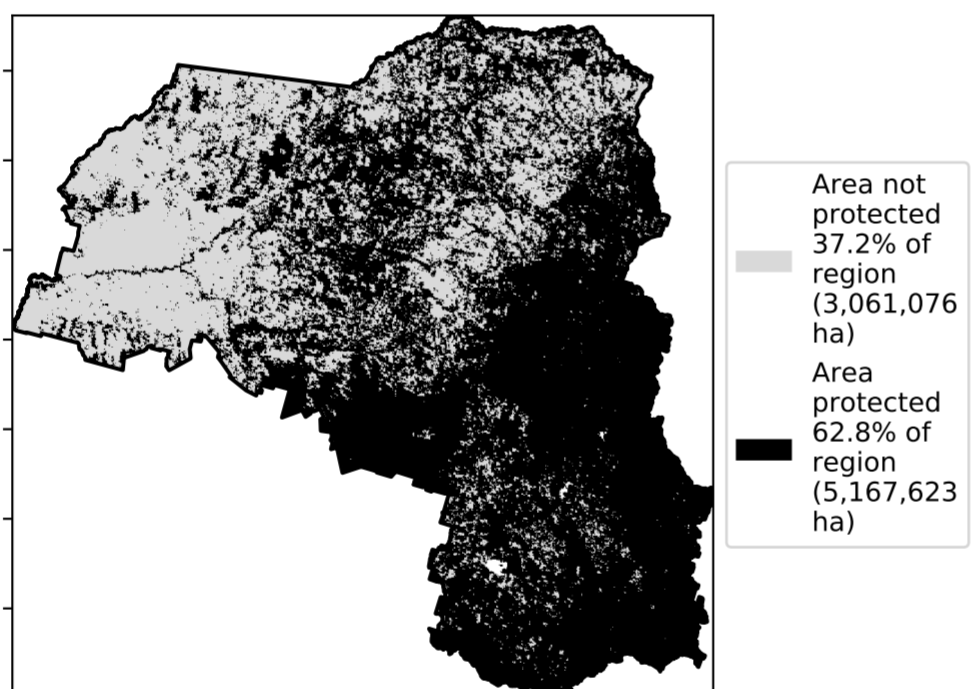 Area not
protected
37.2% of
region
(3,061,076
ha)
Area
protected
62.8% of
region
(5,167,623
ha)